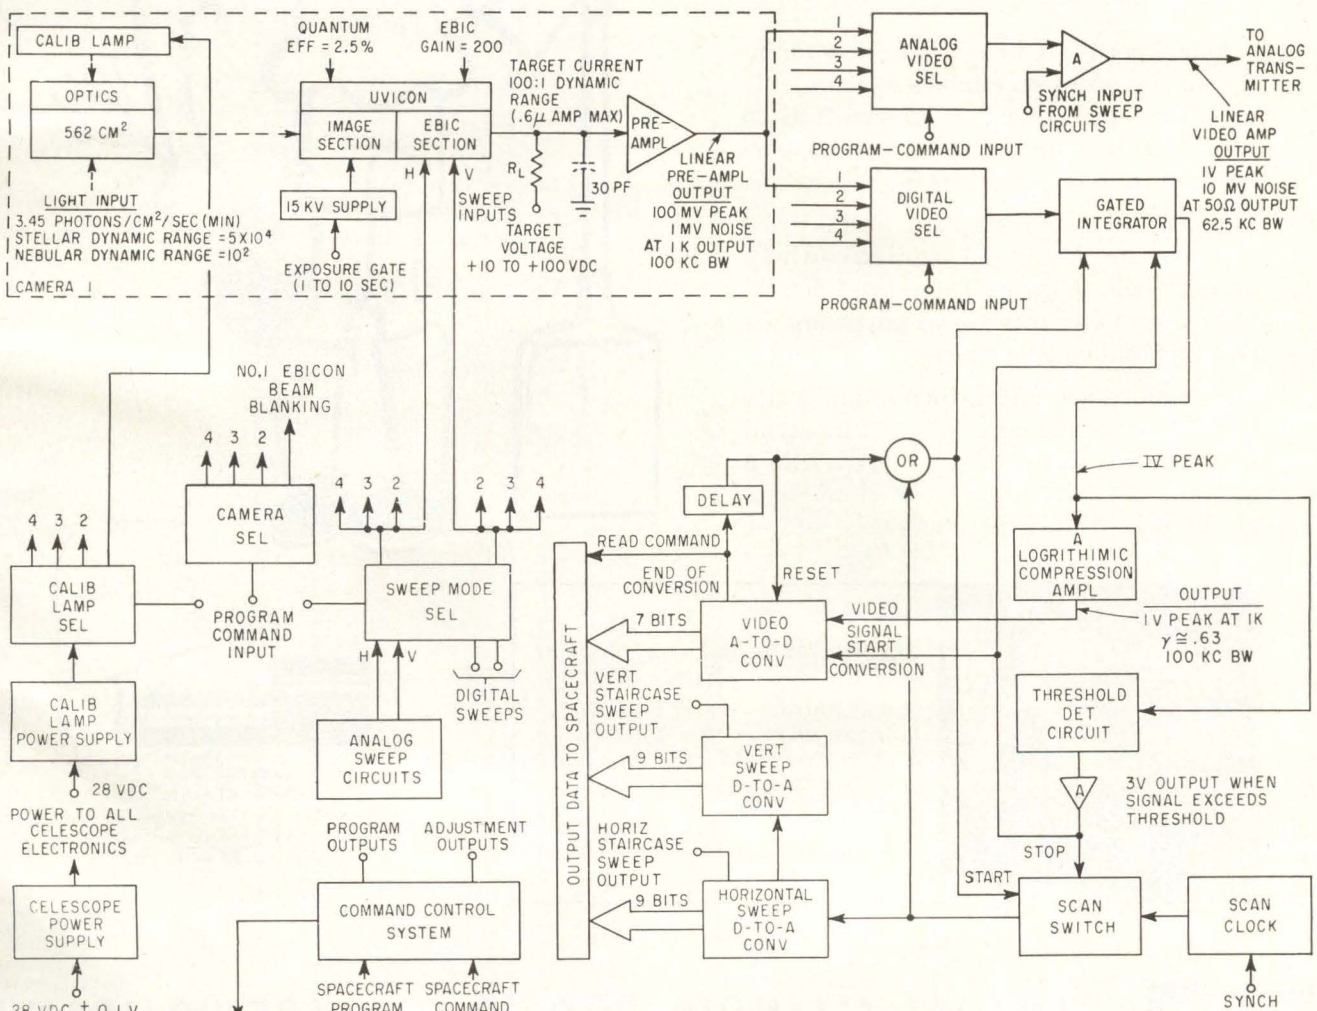 CALIB LAMP
OPTICS
562 CM²
LIGHT INPUT
3.45 PHOTONS/CM²/SEC (MIN)
STELLAR DYNAMIC RANGE = 5X10⁴
NEBULAR DYNAMIC RANGE = 10²
CAMERA 1
QUANTUM
EFF = 2.5%
EBIC
GAIN = 200
UVICON
IMAGE
SECTION
EBIC
SECTION
H
V
15 KV SUPPLY
EXPOSURE GATE
(1 TO 10 SEC)
SWEEP
INPUTS
TARGET CURRENT
100:1 DYNAMIC
RANGE
(.6μ AMP MAX)
R_L
30 PF
TARGET
VOLTAGE
+10 TO +100 VDC
PRE-
AMPL
LINEAR
PRE-AMPL
OUTPUT
100 MV PEAK
1 MV NOISE
AT 1 K OUTPUT
100 KC BW
1
2
3
4
ANALOG
VIDEO
SEL
PROGRAM-COMMAND INPUT
A
SYNCH INPUT
FROM SWEEP
CIRCUITS
TO
ANALOG
TRANS-
MITTER
LINEAR
VIDEO AMP
OUTPUT
1V PEAK
10 MV NOISE
AT 50Ω OUTPUT
62.5 KC BW
1
2
3
4
DIGITAL
VIDEO
SEL
PROGRAM-COMMAND INPUT
GATED
INTEGRATOR
NO.1 EBICON
BEAM
BLANKING
4 3 2
CAMERA
SEL
4 3 2
CALIB
LAMP
SEL
PROGRAM
COMMAND
INPUT
4 3 2
2 3 4
SWEEP MODE
SEL
H
V
DIGITAL
SWEEPS
ANALOG
SWEEP
CIRCUITS
CALIB
LAMP
POWER SUPPLY
28 VDC
POWER TO ALL
CELESCOPE
ELECTRONICS
CELESCOPE
POWER
SUPPLY
28 VDC ± 0.1 V
PROGRAM
OUTPUTS
ADJUSTMENT
OUTPUTS
COMMAND CONTROL
SYSTEM
SPACECRAFT
PROGRAM
SPACECRAFT
COMMAND
OUTPUT DATA TO SPACECRAFT
DELAY
READ COMMAND
END OF
CONVERSION
RESET
OR
7 BITS
VIDEO
A-TO-D
CONV
VIDEO
SIGNAL
START
CONVERSION
VERT
STAIRCASE
SWEEP
OUTPUT
9 BITS
VERT
SWEEP
D-TO-A
CONV
HORIZ
STAIRCASE
SWEEP
OUTPUT
9 BITS
HORIZONTAL
SWEEP
D-TO-A
CONV
IV PEAK
A
LOGRITHIMIC
COMPRESSION
AMPL
OUTPUT
1V PEAK AT 1K
γ≅.63
100 KC BW
THRESHOLD
DET
CIRCUIT
A
3V OUTPUT WHEN
SIGNAL EXCEEDS
THRESHOLD
STOP
START
SCAN
SWITCH
SCAN
CLOCK
SYNCH